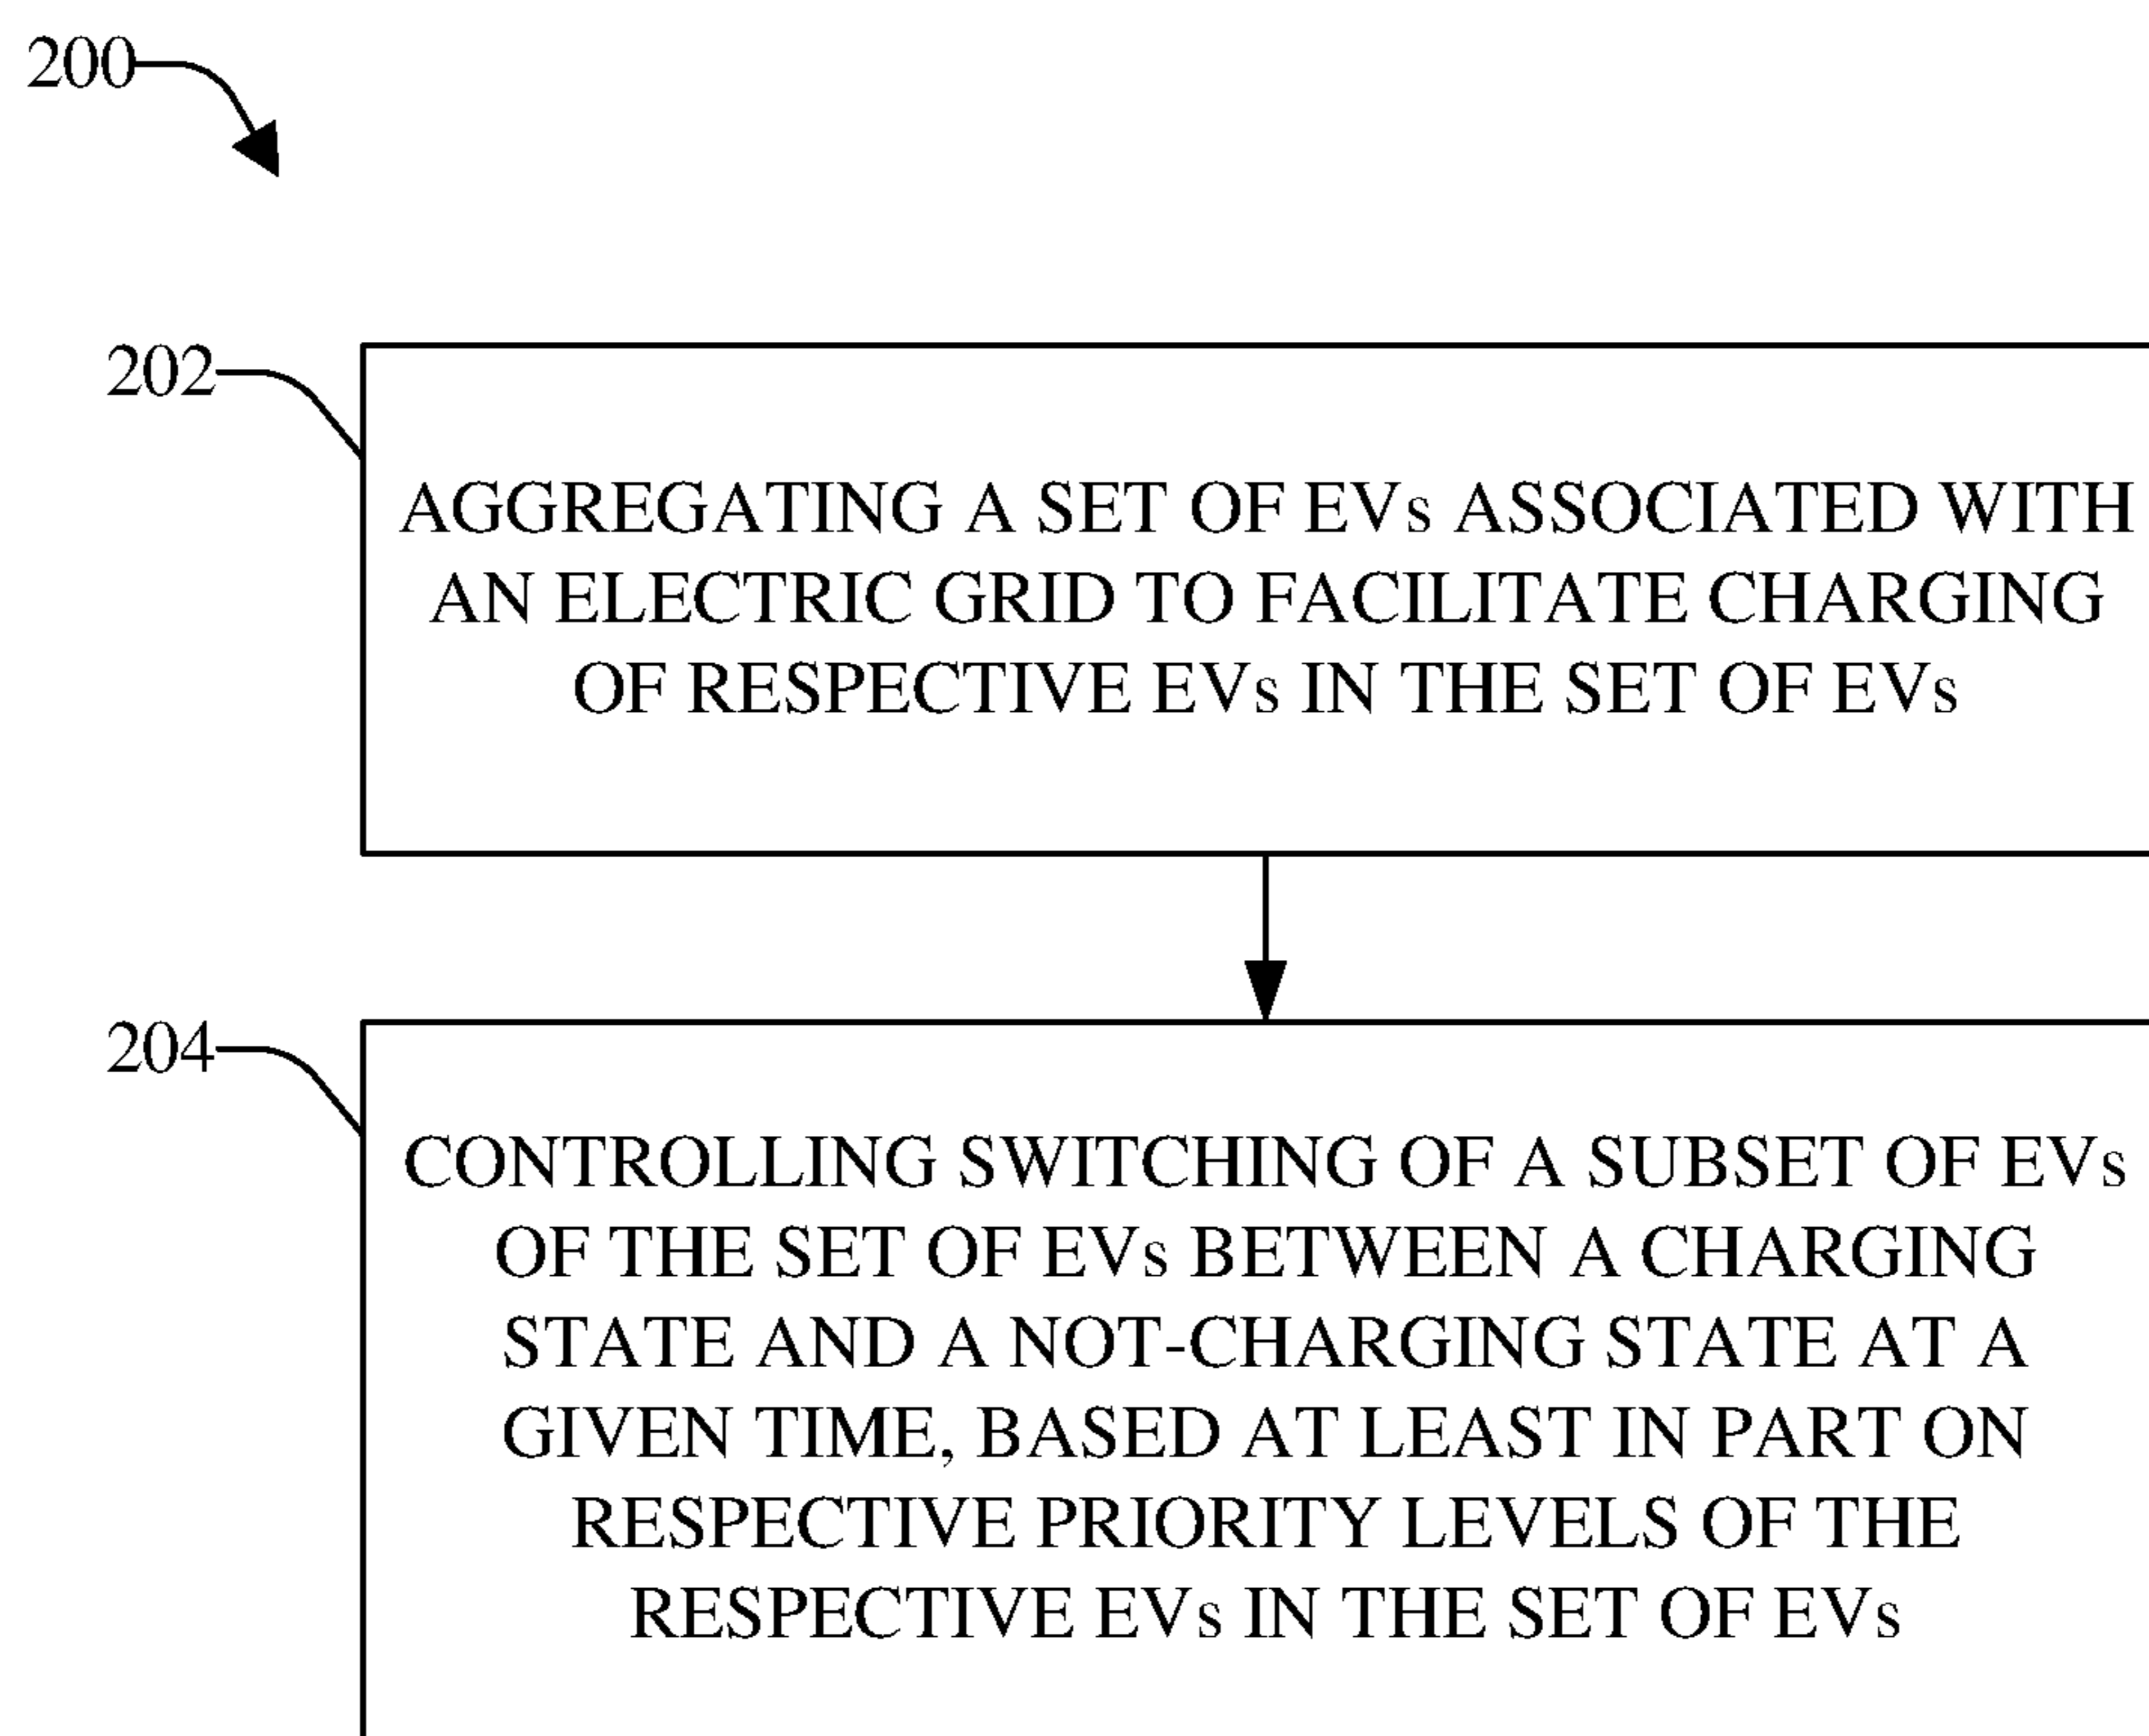 200
202
AGGREGATING A SET OF EVs ASSOCIATED WITH
AN ELECTRIC GRID TO FACILITATE CHARGING
OF RESPECTIVE EVs IN THE SET OF EVs
204
CONTROLLING SWITCHING OF A SUBSET OF EVs
OF THE SET OF EVs BETWEEN A CHARGING
STATE AND A NOT-CHARGING STATE AT A
GIVEN TIME, BASED AT LEAST IN PART ON
RESPECTIVE PRIORITY LEVELS OF THE
RESPECTIVE EVs IN THE SET OF EVs